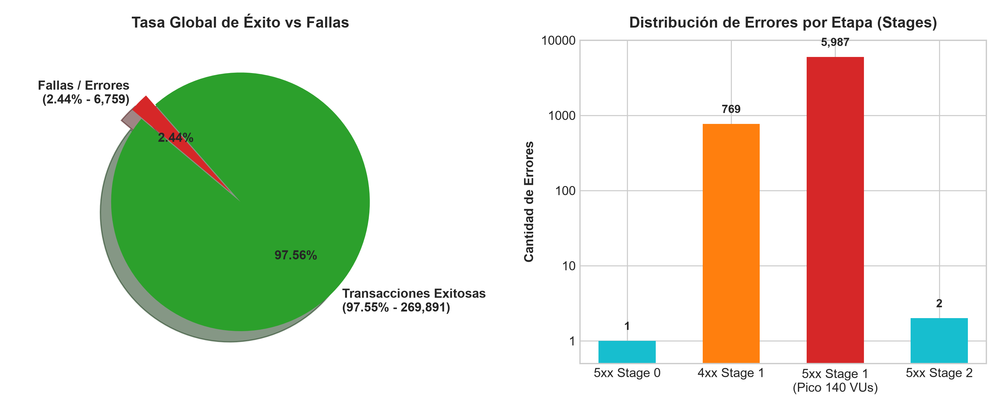 Tasa Global de Éxito vs Fallas
Fallas / Errores
(2.44% - 6,759)
2.44%
97.56%
Transacciones Exitosas
(97.55% - 269,891)
Distribución de Errores por Etapa (Stages)
Cantidad de Errores
10000
1000
100
10
1
1
769
5,987
2
5xx Stage 0
4xx Stage 1
5xx Stage 1
(Pico 140 VUs)
5xx Stage 2